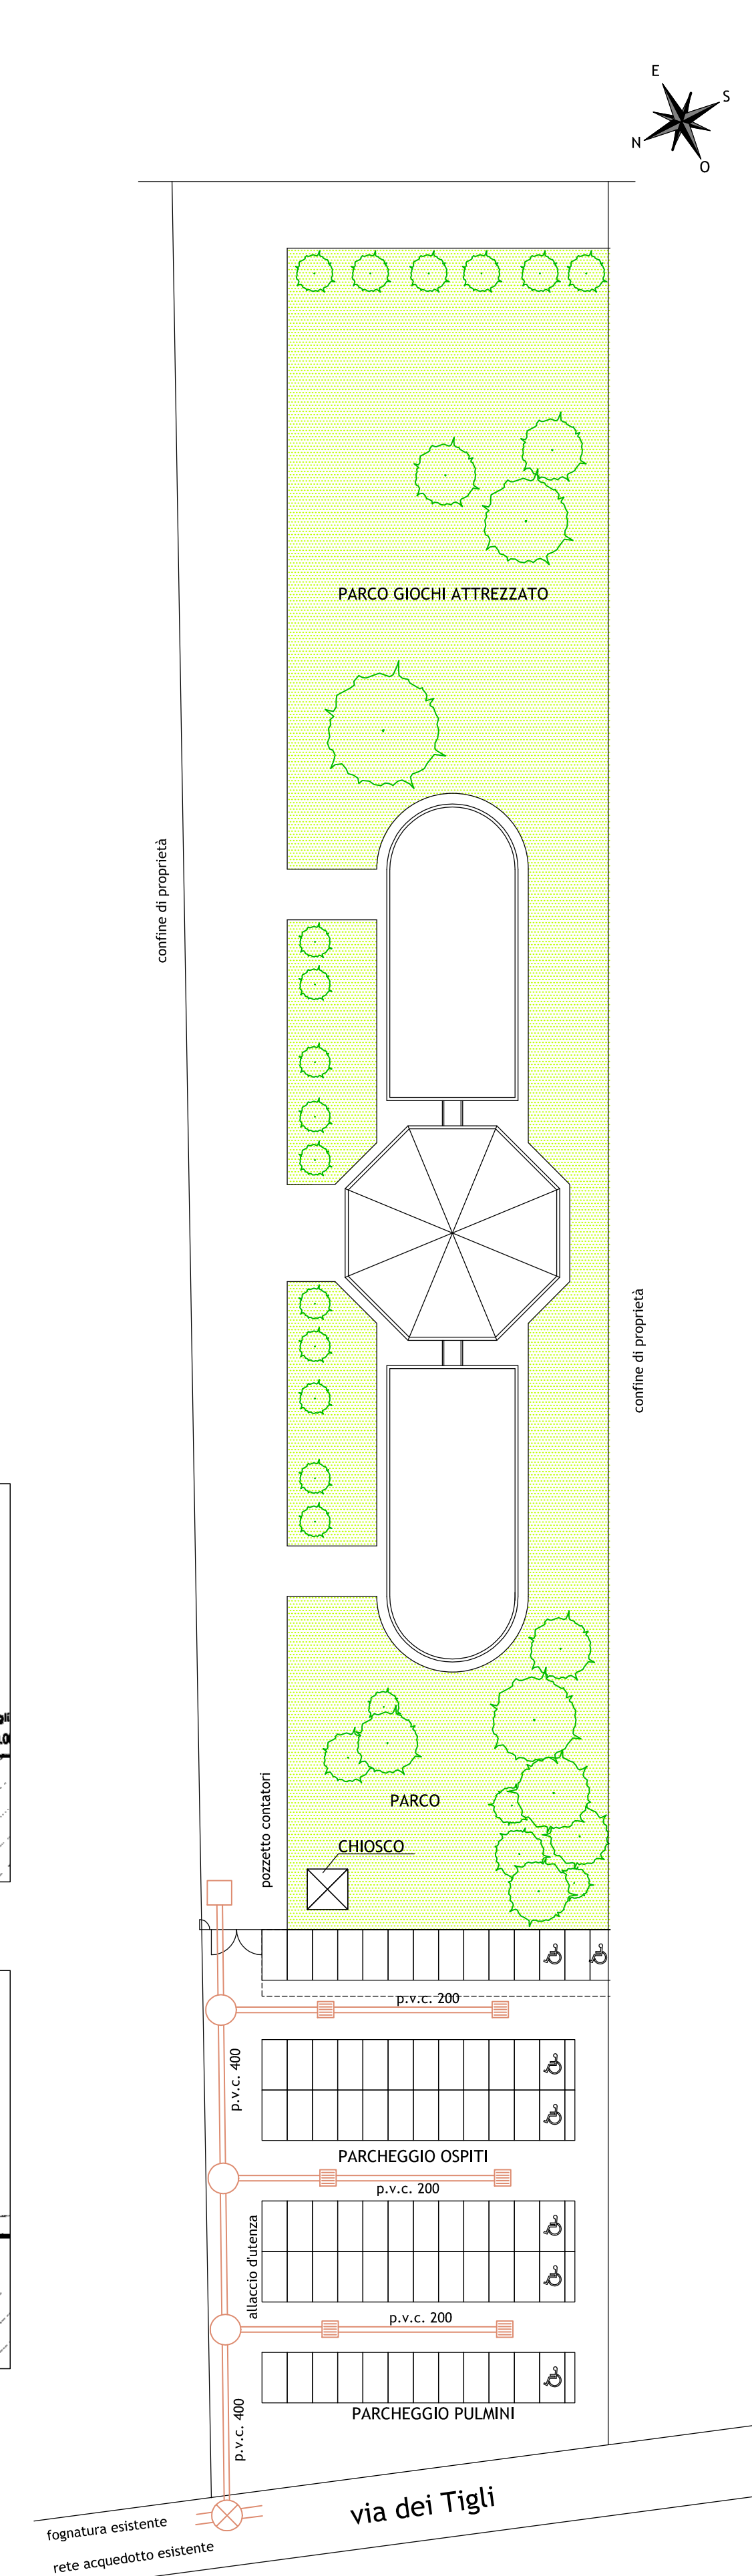 E
S
N
O
PARCO GIOCHI ATTREZZATO
confine di proprietà
confine di proprietà
pozzetto contatori
PARCO
CHIOSCO
p.v.c. 200
p.v.c. 400
PARCHEGGIO OSPITI
p.v.c. 200
allaccio d'utenza
p.v.c. 200
p.v.c. 400
PARCHEGGIO PULMINI
via dei Tigli
fognatura esistente
rete acquedotto esistente